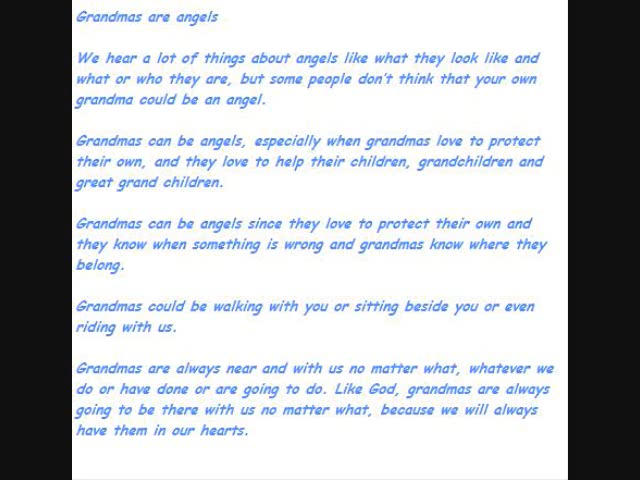 Grandmas are angels
We hear a lot of things about angels like what they look like and
what or who they are, but some people don't think that your own
grandma could be an angel.
Grandmas can be angels, especially when grandmas love to protect
their own, and they love to help their children, grandchildren and
great grand children.
Grandmas can be angels since they love to protect their own and
they know when something is wrong and grandmas know where they
belong.
Grandmas could be walking with you or sitting beside you or even
riding with us.
Grandmas are always near and with us no matter what, whatever we
do or have done or are going to do. Like God, grandmas are always
going to be there with us no matter what, because we will always
have them in our hearts.